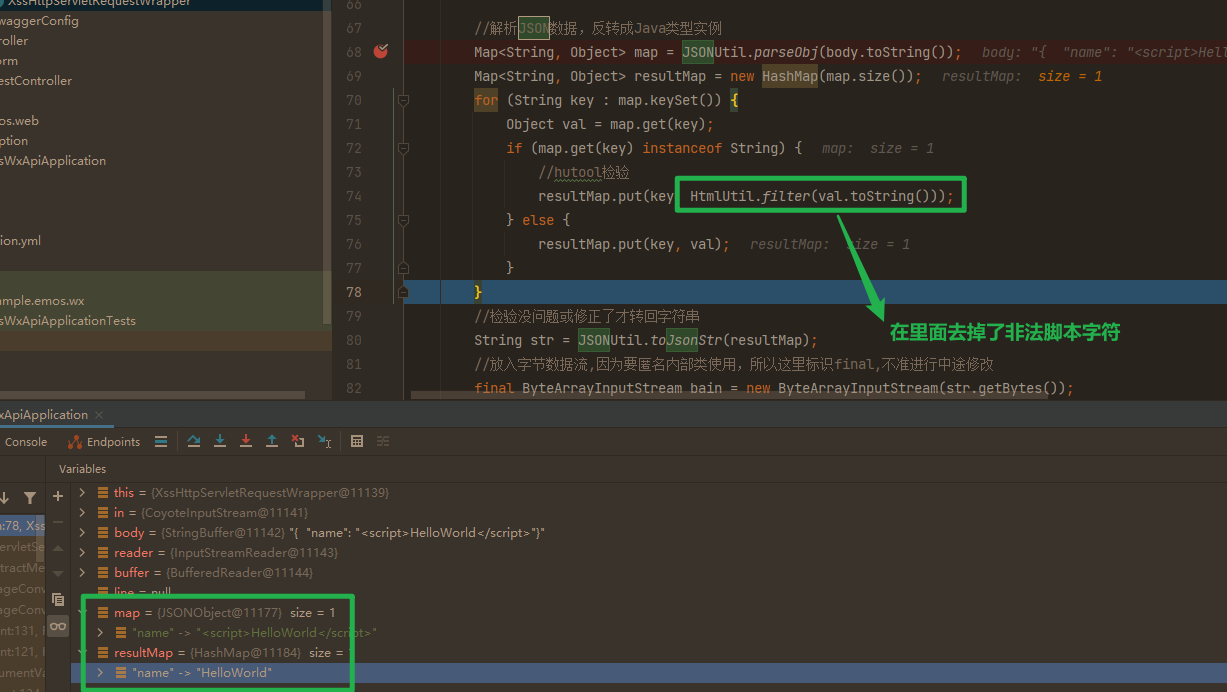 XssHttpServletRequestWrapper
waggerConfig
roller
orm
estController
os.web
ption
sWxApiApplication
ion.yml
ample.emos.wx
sWxApiApplicationTests
66
67 //解析JSON数据，反转成Java类型实例
68 Map<String, Object> map = JSONUtil.parseObj(body.toString()); body: "{ "name": "<script>Hell
69 Map<String, Object> resultMap = new HashMap(map.size()); resultMap: size = 1
70 for (String key : map.keySet()) {
71 Object val = map.get(key);
72 if (map.get(key) instanceof String) { map: size = 1
73 //hutool检验
74 resultMap.put(key HtmlUtil.filter(val.toString()));
75 } else {
76 resultMap.put(key, val); resultMap: size = 1
77 }
78 }
79 //检验没问题或修正了才转回字符串
80 String str = JSONUtil.toJsonStr(resultMap);
81 //放入字节数据流,因为要匿名内部类使用，所以这里标识final,不准进行中途修改
82 final ByteArrayInputStream bain = new ByteArrayInputStream(str.getBytes());
在里面去掉了非法脚本字符
xApiApplication ×
Console Endpoints
Variables
this = {XssHttpServletRequestWrapper@11139}
in = {CoyoteInputStream@11141}
body = {StringBuffer@11142} "{ "name": "<script>HelloWorld</script>"}"
reader = {InputStreamReader@11143}
buffer = {BufferedReader@11144}
line = null
map = {JSONObject@11177} size = 1
"name" -> "<script>HelloWorld</script>"
resultMap = {HashMap@11184} size =
"name" -> "HelloWorld"
:78, Xss
ervletSe
tractMe
ageConv
ageConv
nt:131, I
nt:121, I
umentVa